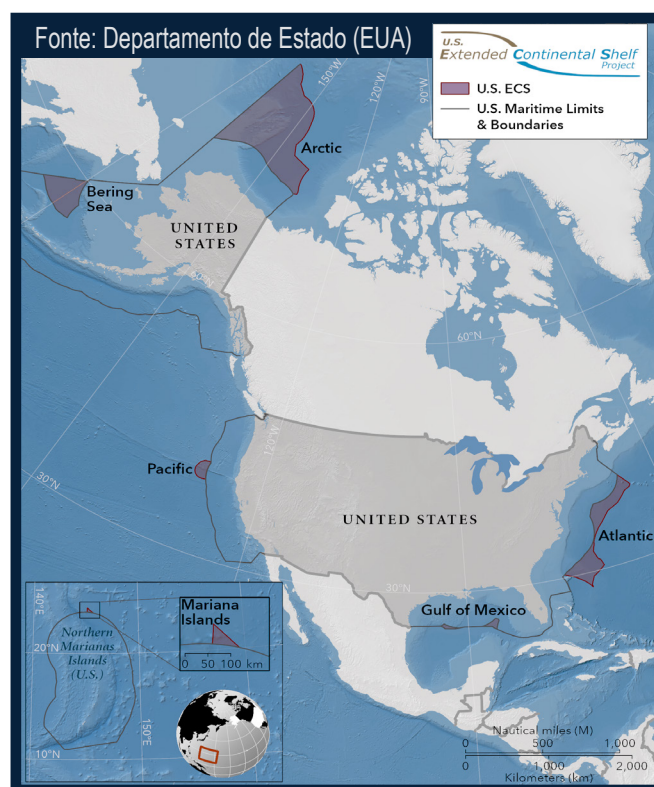 Fonte: Departamento de Estado (EUA)
U.S.
Extended Continental Shelf
Project
U.S. ECS
U.S. Maritime Limits
& Boundaries
150°W
120°W
90°W
Arctic
Bering
Sea
UNITED
STATES
60°N
120°W
Pacific
30°N
UNITED STATES
Atlantic
30°N
Gulf of Mexico
140°E
Mariana
Islands
0 50 100 km
Northern
Marianas
Islands
(U.S.)
20°N
150°E
10°N
Nautical miles (M)
0 500 1,000
0 1,000 2,000
Kilometers (km)